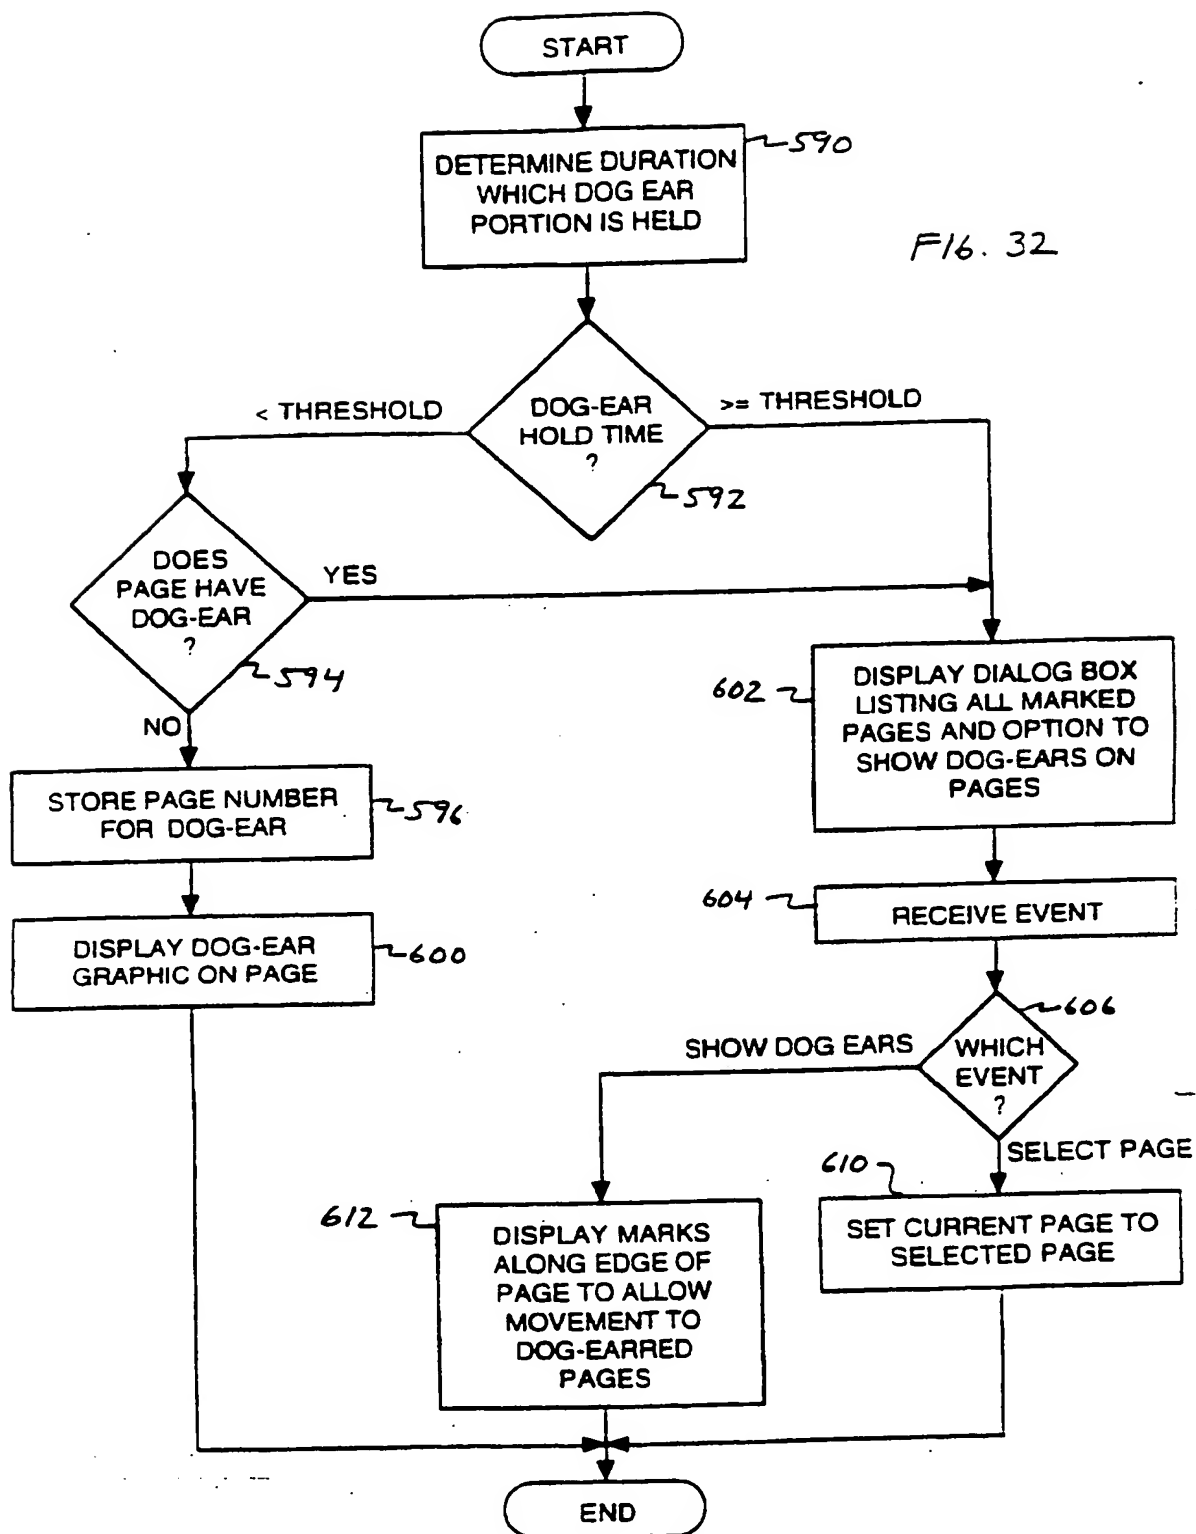 START
DETERMINE DURATION
WHICH DOG EAR
PORTION IS HELD
590
FIG. 32
< THRESHOLD
DOG-EAR
HOLD TIME
?
>= THRESHOLD
592
DOES
PAGE HAVE
DOG-EAR
?
YES
594
NO
602
DISPLAY DIALOG BOX
LISTING ALL MARKED
PAGES AND OPTION TO
SHOW DOG-EARS ON
PAGES
STORE PAGE NUMBER
FOR DOG-EAR
596
604
RECEIVE EVENT
DISPLAY DOG-EAR
GRAPHIC ON PAGE
600
606
SHOW DOG EARS
WHICH
EVENT
?
SELECT PAGE
610
SET CURRENT PAGE TO
SELECTED PAGE
612
DISPLAY MARKS
ALONG EDGE OF
PAGE TO ALLOW
MOVEMENT TO
DOG-EARRED
PAGES
END